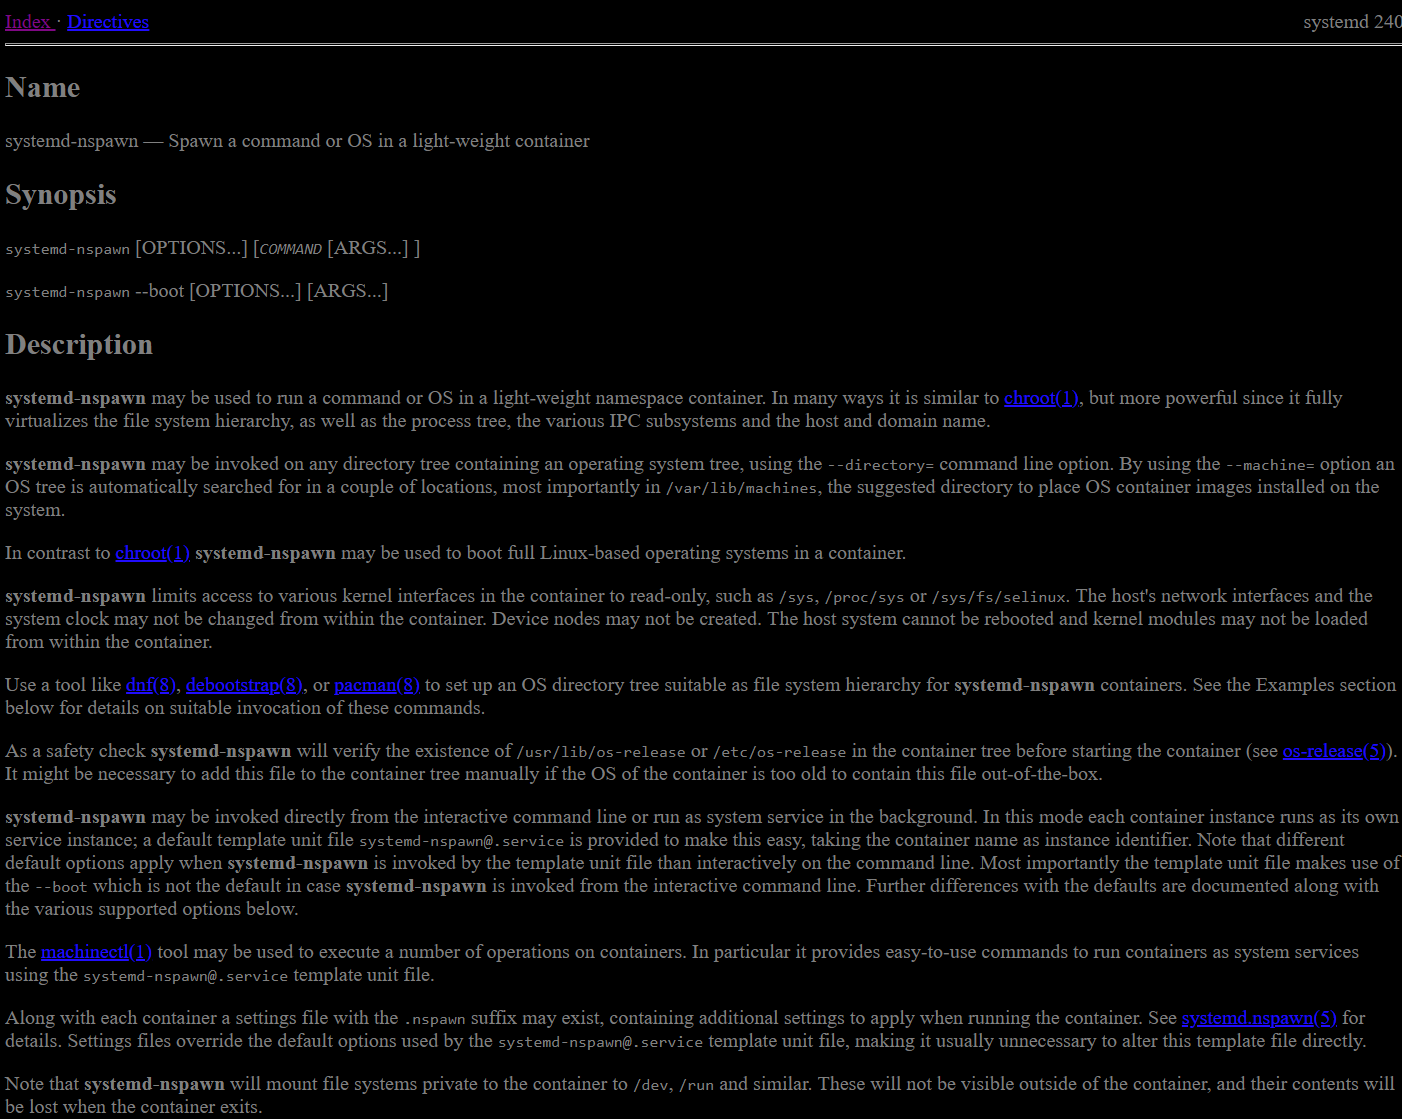 Index · Directives systemd 240
Name
systemd-nspawn — Spawn a command or OS in a light-weight container
Synopsis
systemd-nspawn [OPTIONS...] [COMMAND [ARGS...] ]
systemd-nspawn --boot [OPTIONS...] [ARGS...]
Description
systemd-nspawn may be used to run a command or OS in a light-weight namespace container. In many ways it is similar to chroot(1), but more powerful since it fully
virtualizes the file system hierarchy, as well as the process tree, the various IPC subsystems and the host and domain name.
systemd-nspawn may be invoked on any directory tree containing an operating system tree, using the --directory= command line option. By using the --machine= option an
OS tree is automatically searched for in a couple of locations, most importantly in /var/lib/machines, the suggested directory to place OS container images installed on the
system.
In contrast to chroot(1) systemd-nspawn may be used to boot full Linux-based operating systems in a container.
systemd-nspawn limits access to various kernel interfaces in the container to read-only, such as /sys, /proc/sys or /sys/fs/selinux. The host's network interfaces and the
system clock may not be changed from within the container. Device nodes may not be created. The host system cannot be rebooted and kernel modules may not be loaded
from within the container.
Use a tool like dnf(8), debootstrap(8), or pacman(8) to set up an OS directory tree suitable as file system hierarchy for systemd-nspawn containers. See the Examples section
below for details on suitable invocation of these commands.
As a safety check systemd-nspawn will verify the existence of /usr/lib/os-release or /etc/os-release in the container tree before starting the container (see os-release(5)).
It might be necessary to add this file to the container tree manually if the OS of the container is too old to contain this file out-of-the-box.
systemd-nspawn may be invoked directly from the interactive command line or run as system service in the background. In this mode each container instance runs as its own
service instance; a default template unit file systemd-nspawn@.service is provided to make this easy, taking the container name as instance identifier. Note that different
default options apply when systemd-nspawn is invoked by the template unit file than interactively on the command line. Most importantly the template unit file makes use of
the --boot which is not the default in case systemd-nspawn is invoked from the interactive command line. Further differences with the defaults are documented along with
the various supported options below.
The machinectl(1) tool may be used to execute a number of operations on containers. In particular it provides easy-to-use commands to run containers as system services
using the systemd-nspawn@.service template unit file.
Along with each container a settings file with the .nspawn suffix may exist, containing additional settings to apply when running the container. See systemd.nspawn(5) for
details. Settings files override the default options used by the systemd-nspawn@.service template unit file, making it usually unnecessary to alter this template file directly.
Note that systemd-nspawn will mount file systems private to the container to /dev, /run and similar. These will not be visible outside of the container, and their contents will
be lost when the container exits.